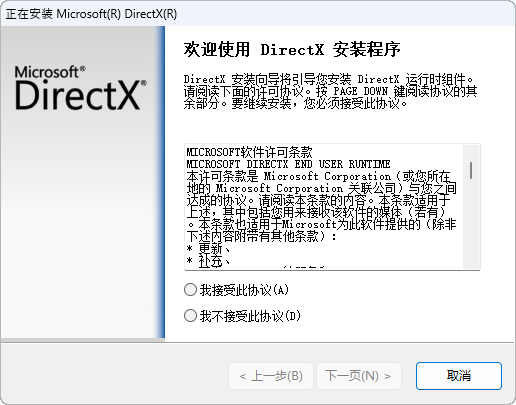 正在安装 Microsoft(R) DirectX(R)
Microsoft®
DirectX®
欢迎使用 DirectX 安装程序
DirectX 安装向导将引导您安装 DirectX 运行时组件。
请阅读下面的许可协议。按 PAGE DOWN 键阅读协议的其
余部分。要继续安装，您必须接受此协议。
MICROSOFT软件许可条款
MICROSOFT DIRECTX END USER RUNTIME
本许可条款是 Microsoft Corporation（或您所在
地的 Microsoft Corporation 关联公司）与您之间
达成的协议。请阅读本条款的内容。本条款适用于
上述，其中包括您用来接收该软件的媒体（若有）
。本条款也适用于Microsoft为此软件提供的（除非
下述内容附带有其他条款）：
* 更新、
* 补充、
我接受此协议(A)
我不接受此协议(D)
< 上一步(B)
下一页(N) >
取消